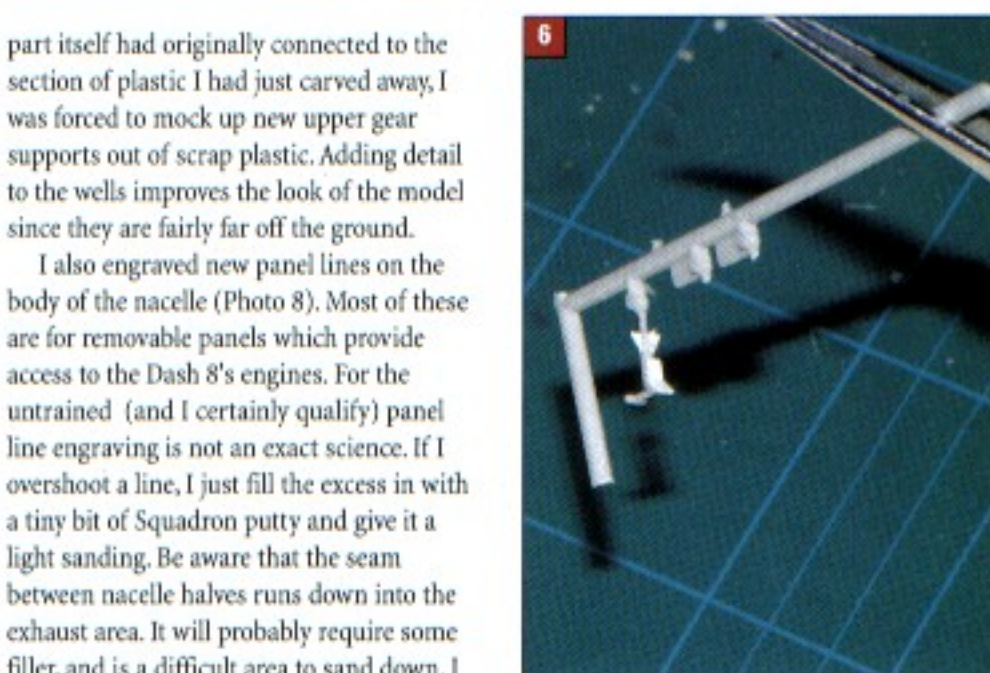 part itself had originally connected to the
section of plastic I had just carved away, I
was forced to mock up new upper gear
supports out of scrap plastic. Adding detail
to the wells improves the look of the model
since they are fairly far off the ground.
I also engraved new panel lines on the
body of the nacelle (Photo 8). Most of these
are for removable panels which provide
access to the Dash 8's engines. For the
untrained (and I certainly qualify) panel
line engraving is not an exact science. If I
overshoot a line, I just fill the excess in with
a tiny bit of Squadron putty and give it a
light sanding. Be aware that the seam
between nacelle halves runs down into the
exhaust area. It will probably require some
filler, and is a difficult area to sand down. I
6